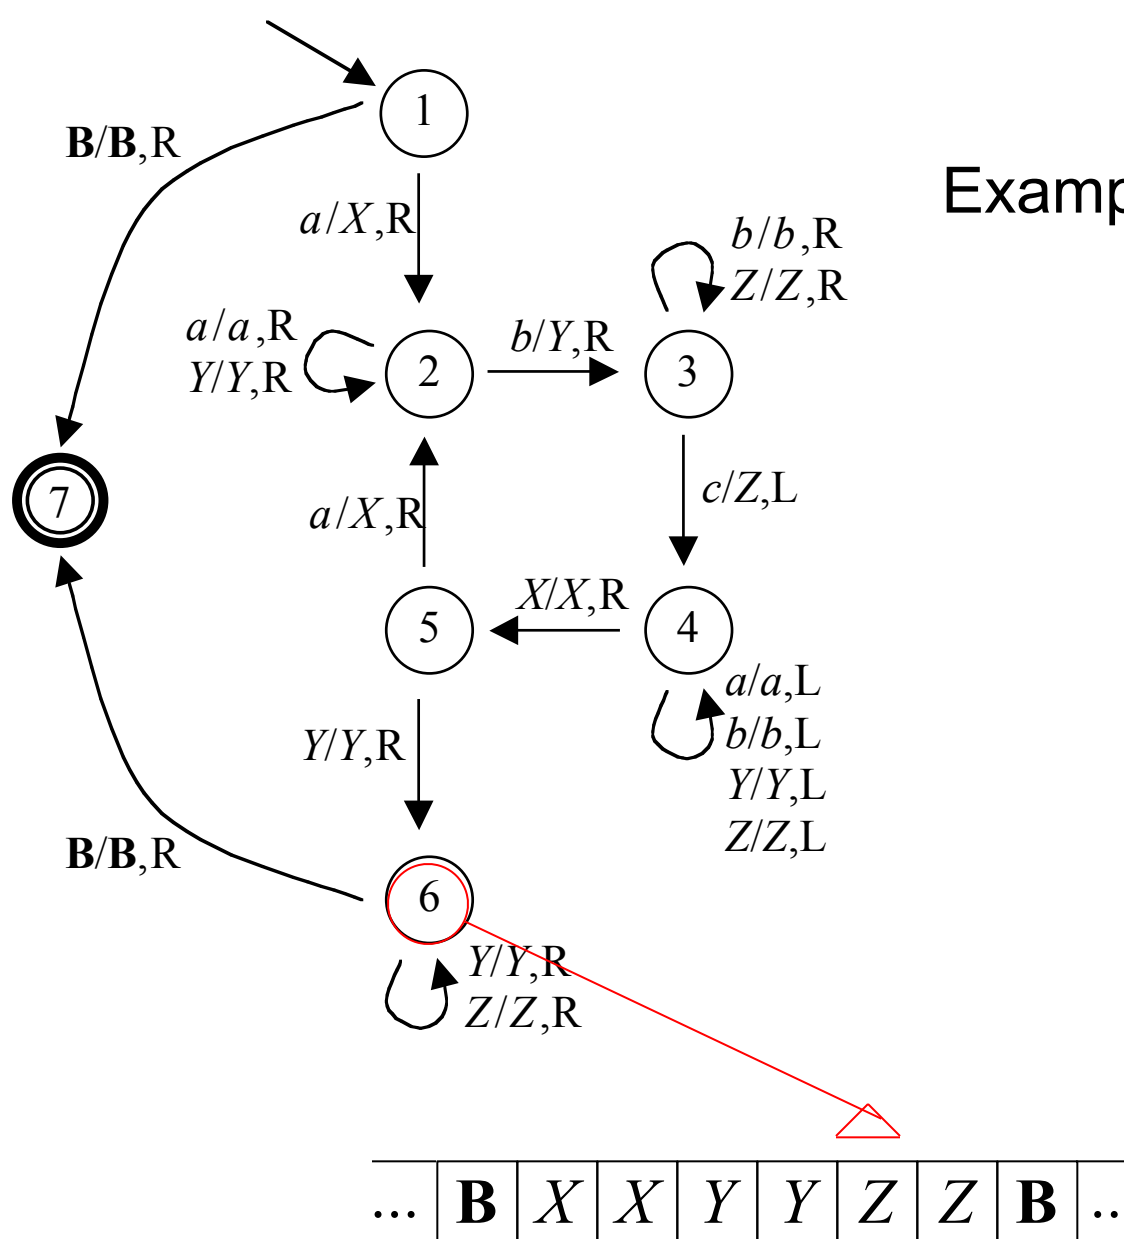 1
B/B,R
Examp
a/X,R
b/b,R
Z/Z,R
a/a,R
Y/Y,R
2
b/Y,R
3
7
c/Z,L
a/X,R
5
X/X,R
4
a/a,L
b/b,L
Y/Y,L
Z/Z,L
Y/Y,R
B/B,R
6
Y/Y,R
Z/Z,R
... B X X Y Y Z Z B ..